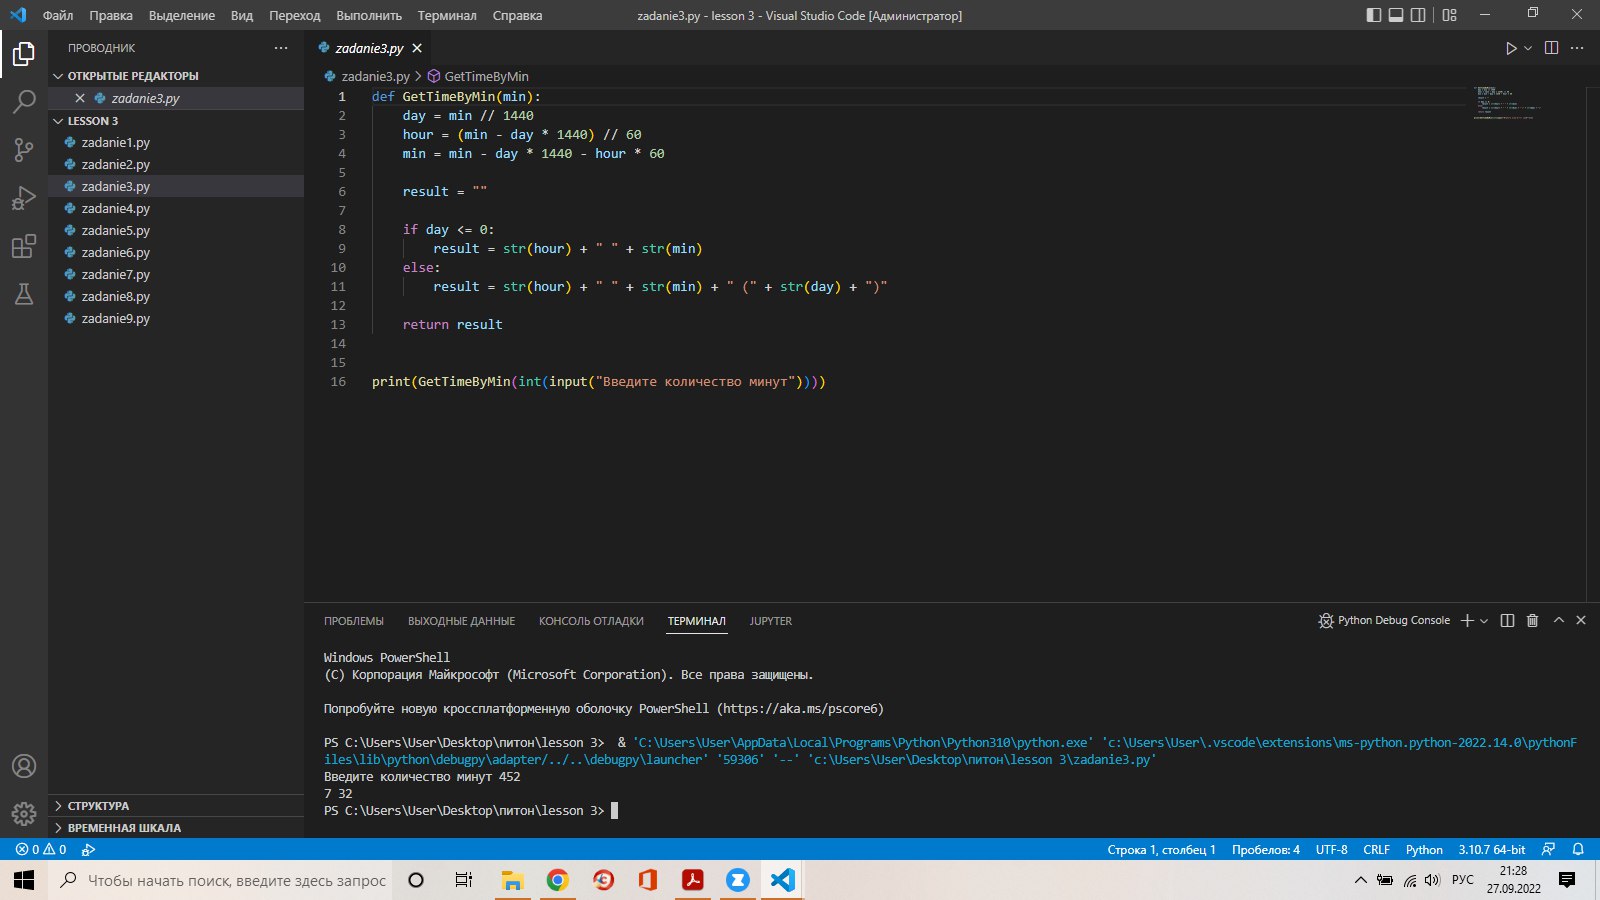 Файл Правка Выделение Вид Переход Выполнить Терминал Справка zadanie3.py - lesson 3 - Visual Studio Code [Администратор]
ПРОВОДНИК
ОТКРЫТЫЕ РЕДАКТОРЫ
zadanie3.py
LESSON 3
zadanie1.py
zadanie2.py
zadanie3.py
zadanie4.py
zadanie5.py
zadanie6.py
zadanie7.py
zadanie8.py
zadanie9.py
СТРУКТУРА
ВРЕМЕННАЯ ШКАЛА
zadanie3.py
zadanie3.py > GetTimeByMin
1 def GetTimeByMin(min):
2 day = min // 1440
3 hour = (min - day * 1440) // 60
4 min = min - day * 1440 - hour * 60
5
6 result = ""
7
8 if day <= 0:
9 result = str(hour) + " " + str(min)
10 else:
11 result = str(hour) + " " + str(min) + " (" + str(day) + ")"
12
13 return result
14
15
16 print(GetTimeByMin(int(input("Введите количество минут"))))
ПРОБЛЕМЫ ВЫХОДНЫЕ ДАННЫЕ КОНСОЛЬ ОТЛАДКИ ТЕРМИНАЛ JUPYTER Python Debug Console
Windows PowerShell
(C) Корпорация Майкрософт (Microsoft Corporation). Все права защищены.
Попробуйте новую кроссплатформенную оболочку PowerShell (https://aka.ms/pscore6)
PS C:\Users\User\Desktop\питон\lesson 3> & 'C:\Users\User\AppData\Local\Programs\Python\Python310\python.exe' 'c:\Users\User\.vscode\extensions\ms-python.python-2022.14.0\pythonF
iles\lib\python\debugpy\adapter/../..\debugpy\launcher' '59306' '--' 'c:\Users\User\Desktop\питон\lesson 3\zadanie3.py'
Введите количество минут 452
7 32
PS C:\Users\User\Desktop\питон\lesson 3>
0 0 Строка 1, столбец 1 Пробелов: 4 UTF-8 CRLF Python 3.10.7 64-bit
Чтобы начать поиск, введите здесь запрос
РУС
21:28
27.09.2022